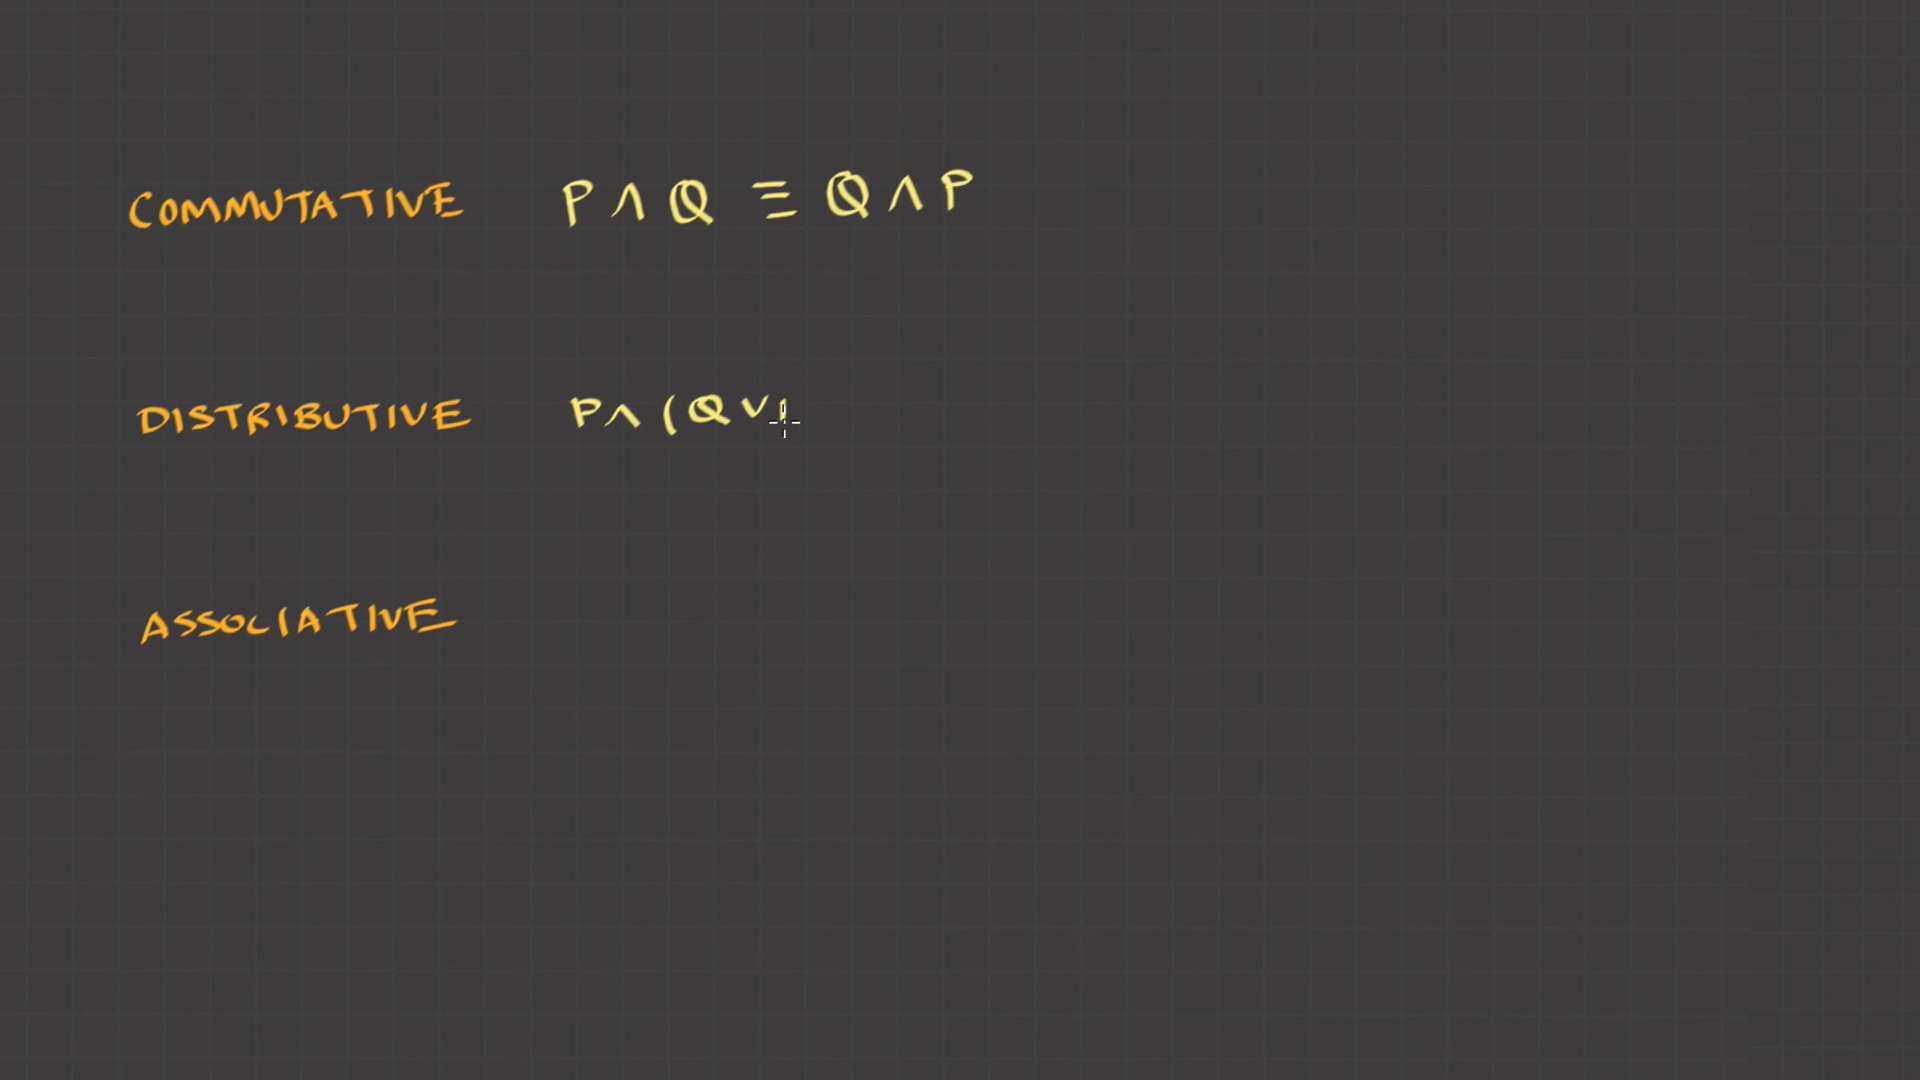 COMMUTATIVE P ∧ Q ≡ Q ∧ P
DISTRIBUTIVE P ∧ ( Q ∨
ASSOCIATIVE